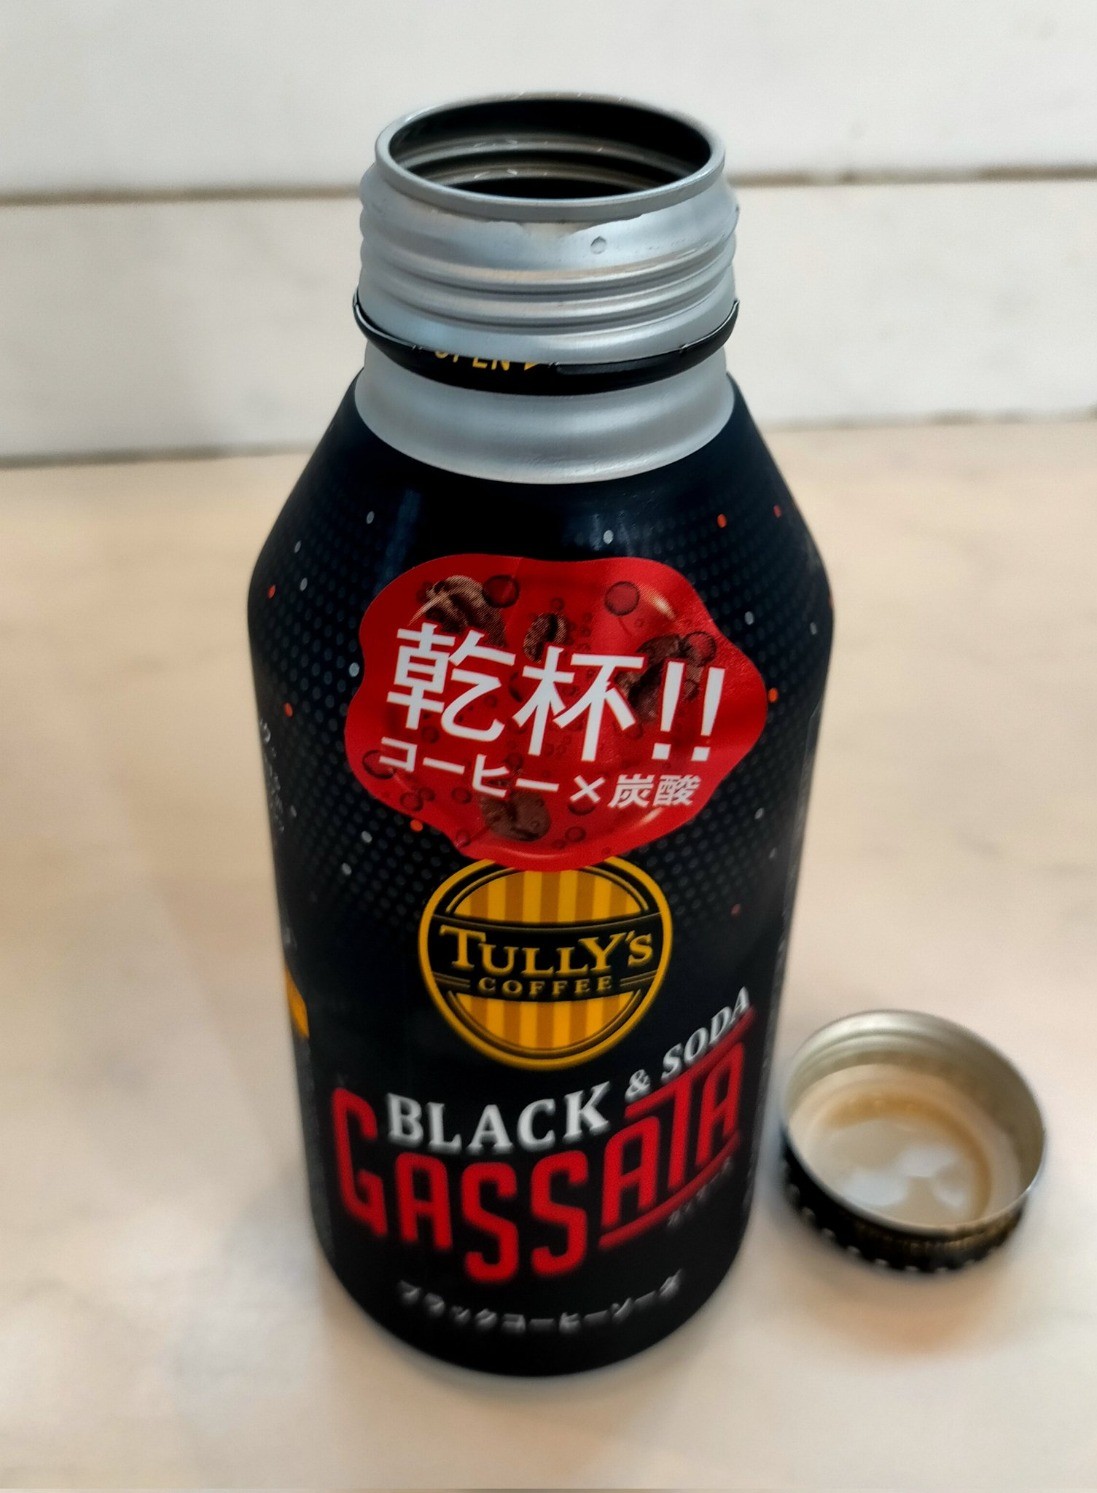 OPEN ▶
乾杯!!
コーヒー×炭酸
TULLY'S
COFFEE
BLACK & SODA
GASSATA
ブラックコーヒーソーダ